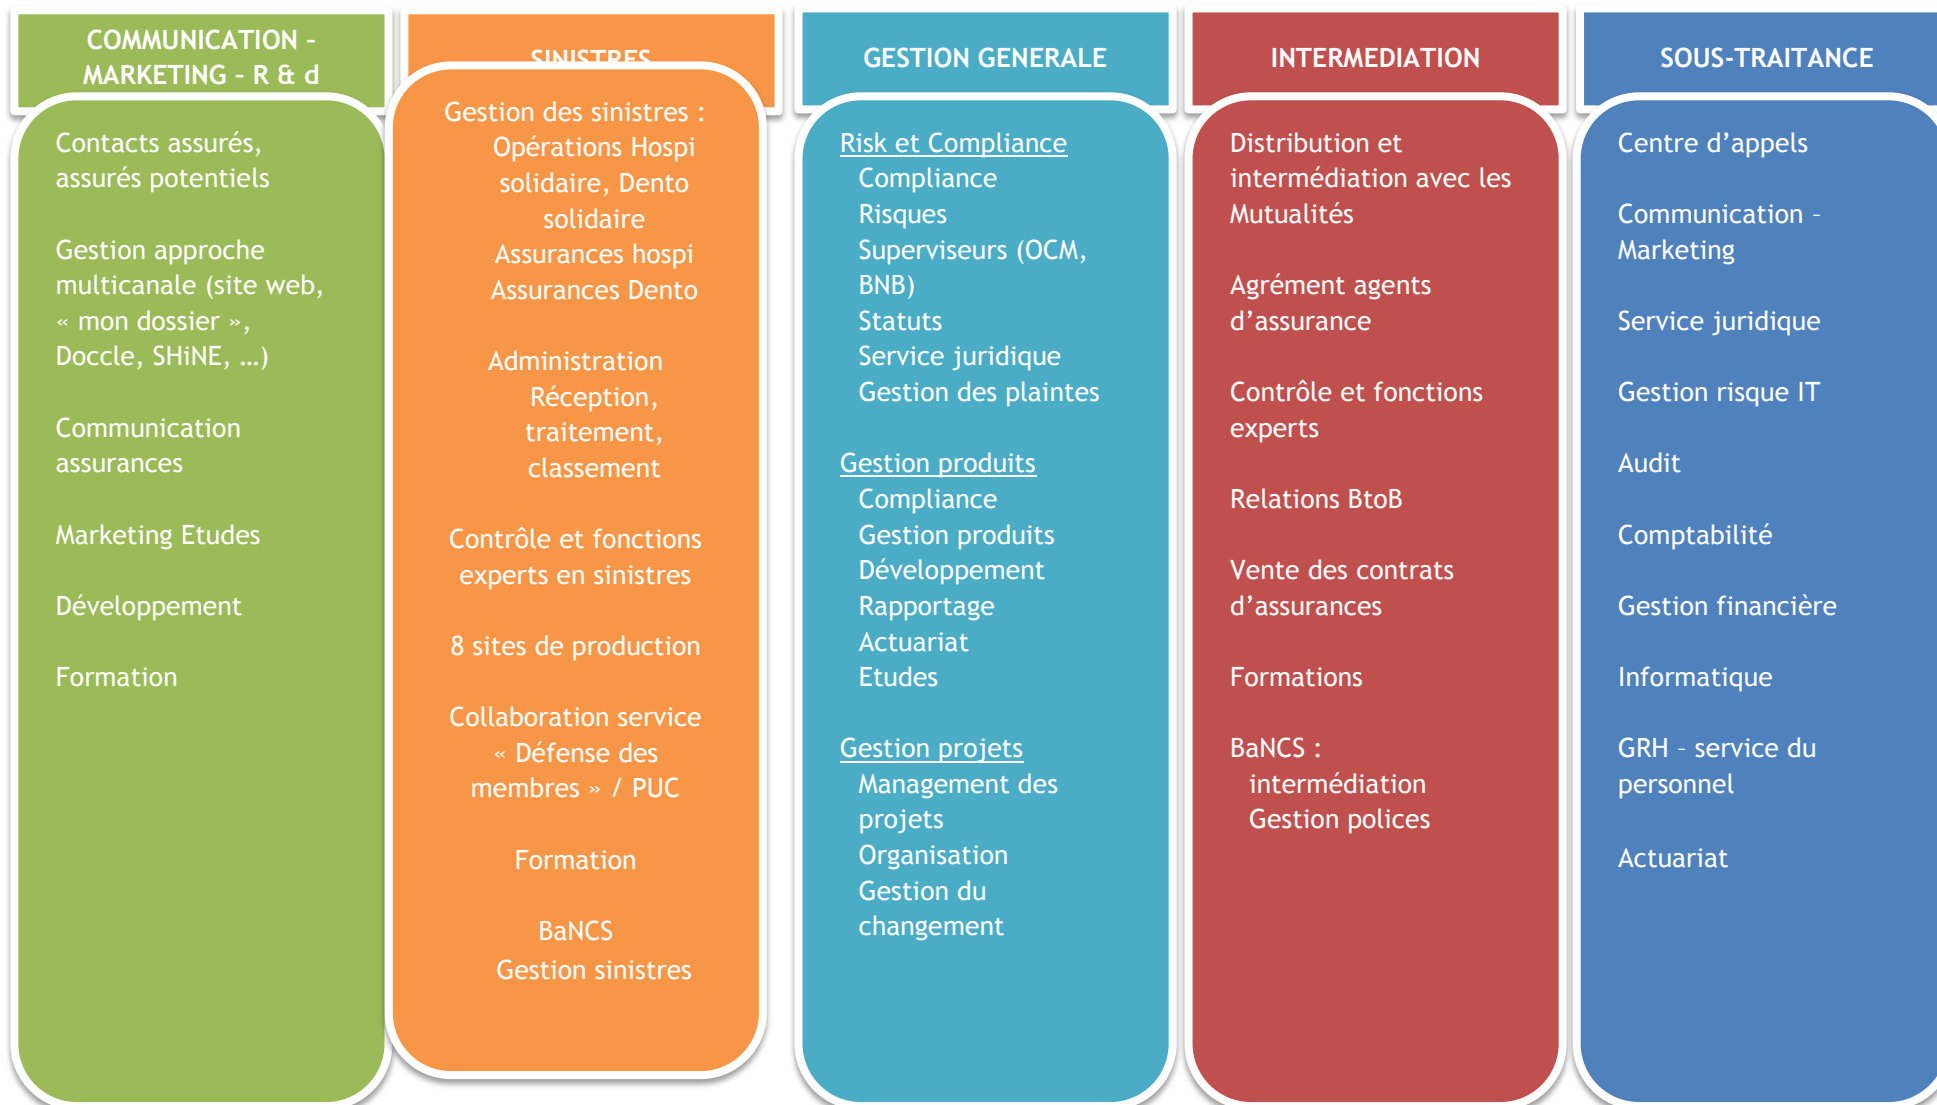 COMMUNICATION –
MARKETING – R & d
Contacts assurés,
assurés potentiels
Gestion approche
multicanale (site web,
« mon dossier »,
Doccle, SHiNE, …)
Communication
assurances
Marketing Etudes
Développement
Formation
SINISTRES
Gestion des sinistres :
Opérations Hospi
solidaire, Dento
solidaire
Assurances hospi
Assurances Dento
Administration
Réception,
traitement,
classement
Contrôle et fonctions
experts en sinistres
8 sites de production
Collaboration service
« Défense des
membres » / PUC
Formation
BaNCS
Gestion sinistres
GESTION GENERALE
Risk et Compliance
Compliance
Risques
Superviseurs (OCM,
BNB)
Statuts
Service juridique
Gestion des plaintes
Gestion produits
Compliance
Gestion produits
Développement
Rapportage
Actuariat
Etudes
Gestion projets
Management des
projets
Organisation
Gestion du
changement
INTERMEDIATION
Distribution et
intermédiation avec les
Mutualités
Agrément agents
d’assurance
Contrôle et fonctions
experts
Relations BtoB
Vente des contrats
d’assurances
Formations
BaNCS :
intermédiation
Gestion polices
SOUS-TRAITANCE
Centre d’appels
Communication –
Marketing
Service juridique
Gestion risque IT
Audit
Comptabilité
Gestion financière
Informatique
GRH – service du
personnel
Actuariat